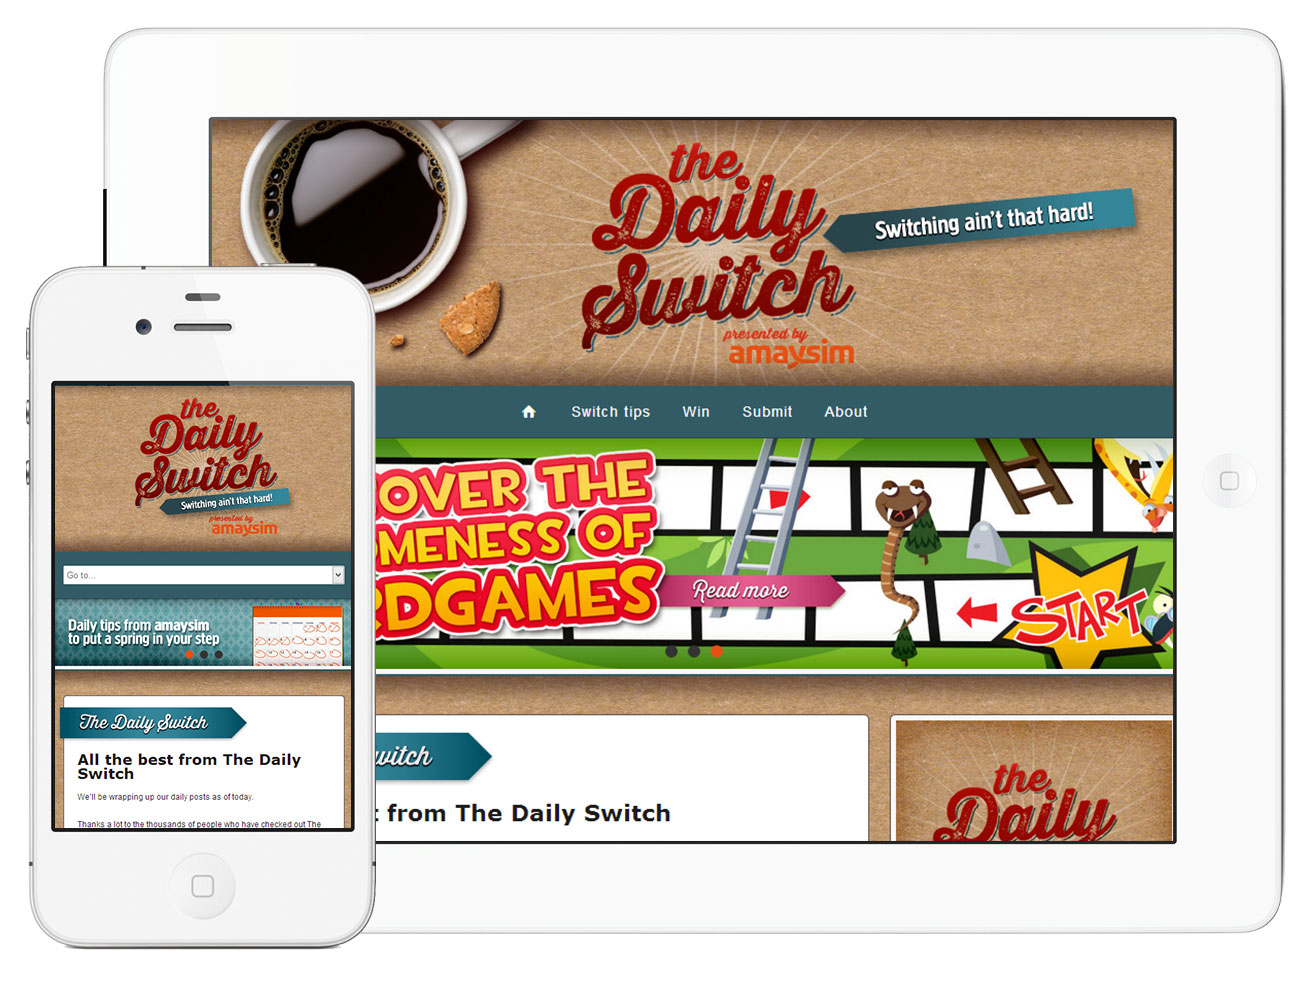 the
Daily
Switch
Switching ain't that hard!
presented by
amaysim
Switch tips Win Submit About
OVER THE
OMENESS OF
RDGAMES
Read more
START
witch
from The Daily Switch
the
Daily
the
Daily
Switch
Switching ain't that hard!
presented by
amaysim
Go to...
Daily tips from amaysim
to put a spring in your step
The Daily Switch
All the best from The Daily
Switch
We'll be wrapping up our daily posts as of today.
Thanks a lot to the thousands of people who have checked out The